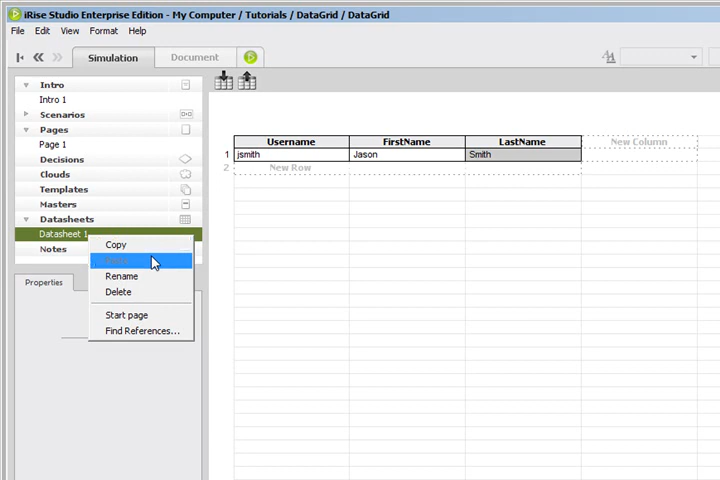 iRise Studio Enterprise Edition - My Computer / Tutorials / DataGrid / DataGrid
File Edit View Format Help
Simulation Document
Intro
Intro 1
Scenarios
Pages
Page 1
Decisions
Clouds
Templates
Masters
Datasheets
Datasheet 1
Notes
Copy
Rename
Delete
Start page
Find References...
Properties
Username FirstName LastName New Column
1 jsmith Jason Smith
2 New Row